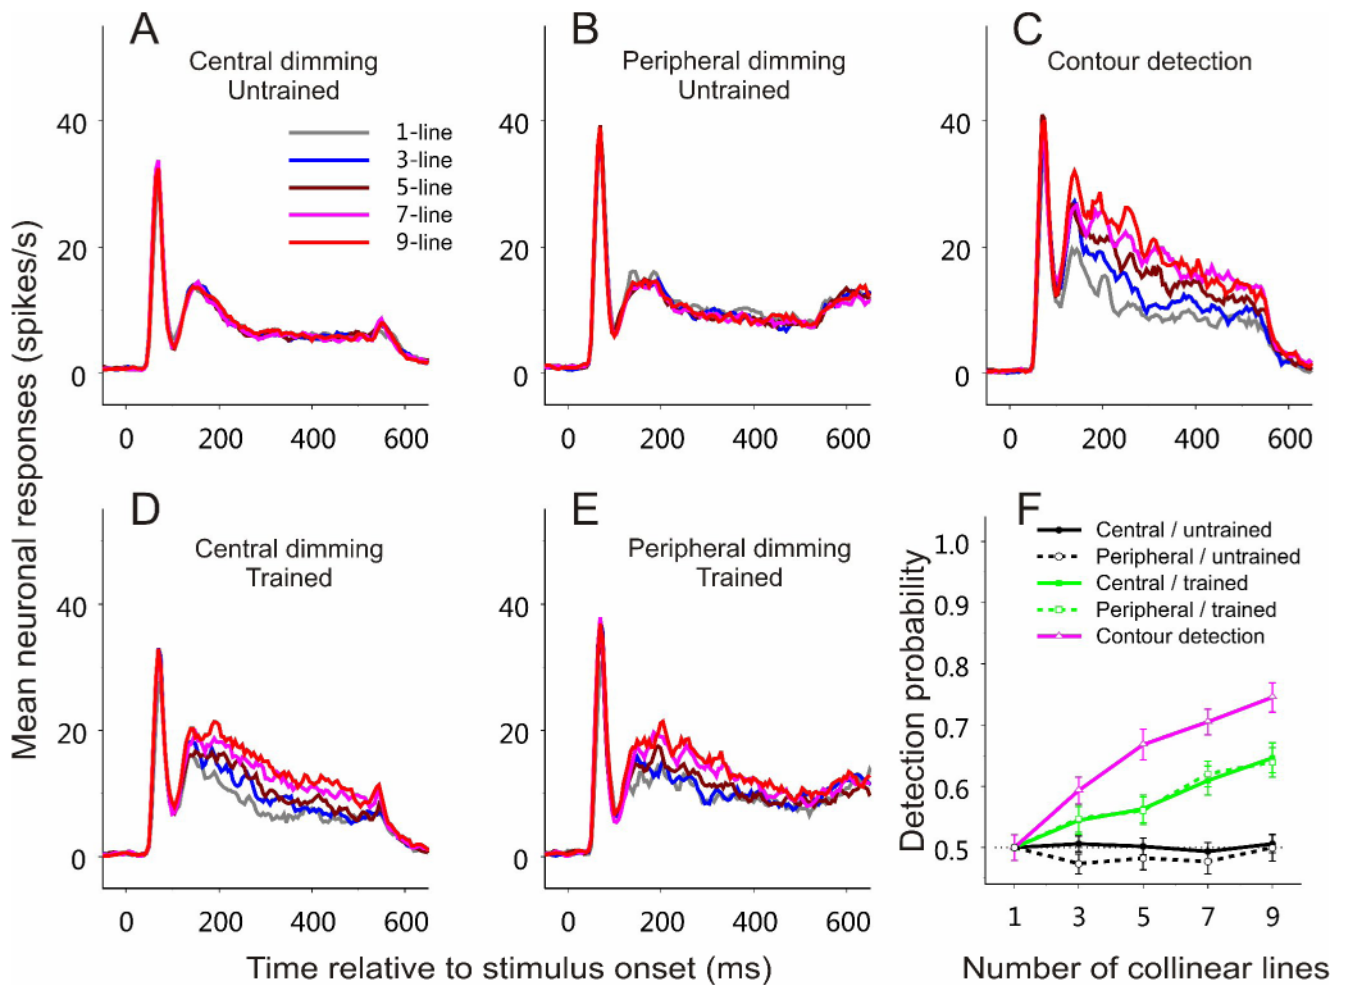 A
Central dimming
Untrained
1-line
3-line
5-line
7-line
9-line
40
20
0
0 200 400 600
B
Peripheral dimming
Untrained
40
20
0
0 200 400 600
C
Contour detection
40
20
0
0 200 400 600
Mean neuronal responses (spikes/s)
D
Central dimming
Trained
40
20
0
0 200 400 600
E
Peripheral dimming
Trained
40
20
0
0 200 400 600
Time relative to stimulus onset (ms)
F
Central / untrained
Peripheral / untrained
Central / trained
Peripheral / trained
Contour detection
Detection probability
1.0
0.9
0.8
0.7
0.6
0.5
1 3 5 7 9
Number of collinear lines